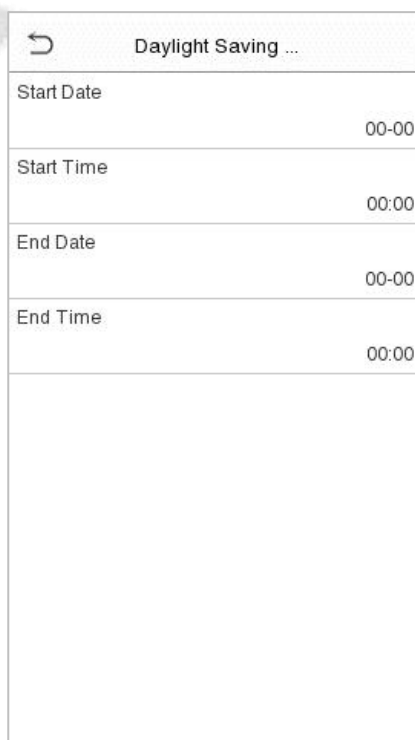 Daylight Saving ...
Start Date
00-00
Start Time
00:00
End Date
00-00
End Time
00:00